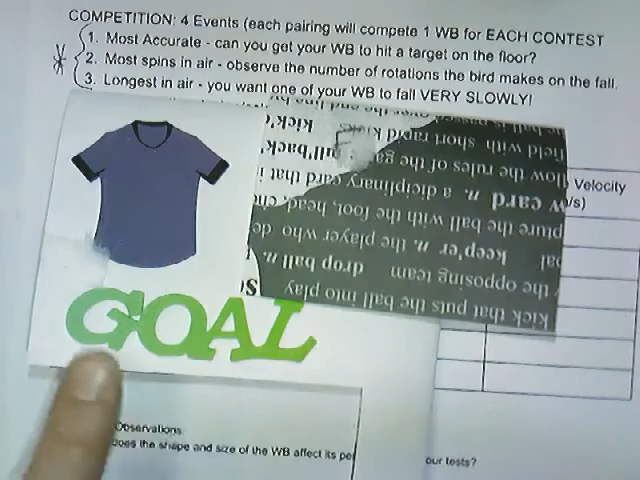 COMPETITION: 4 Events (each pairing will compete 1 WB for EACH CONTEST
1. Most Accurate - can you get your WB to hit a target on the floor?
2. Most spins in air - observe the number of rotations the bird makes on the fall.
3. Longest in air - you want one of your WB to fall VERY SLOWLY!
Velocity
/s)
GOAL
kick that puts the ball into play
the opposing team drop ball n.
keep'er n. the player who de
pture the ball with the foot, head, che
w card n. a diciplinary card that i
llow the rules of the ga
ull'back'
field with short rapid kicks
kick'
Observations
does the shape and size of the WB affect its pe
our tests?